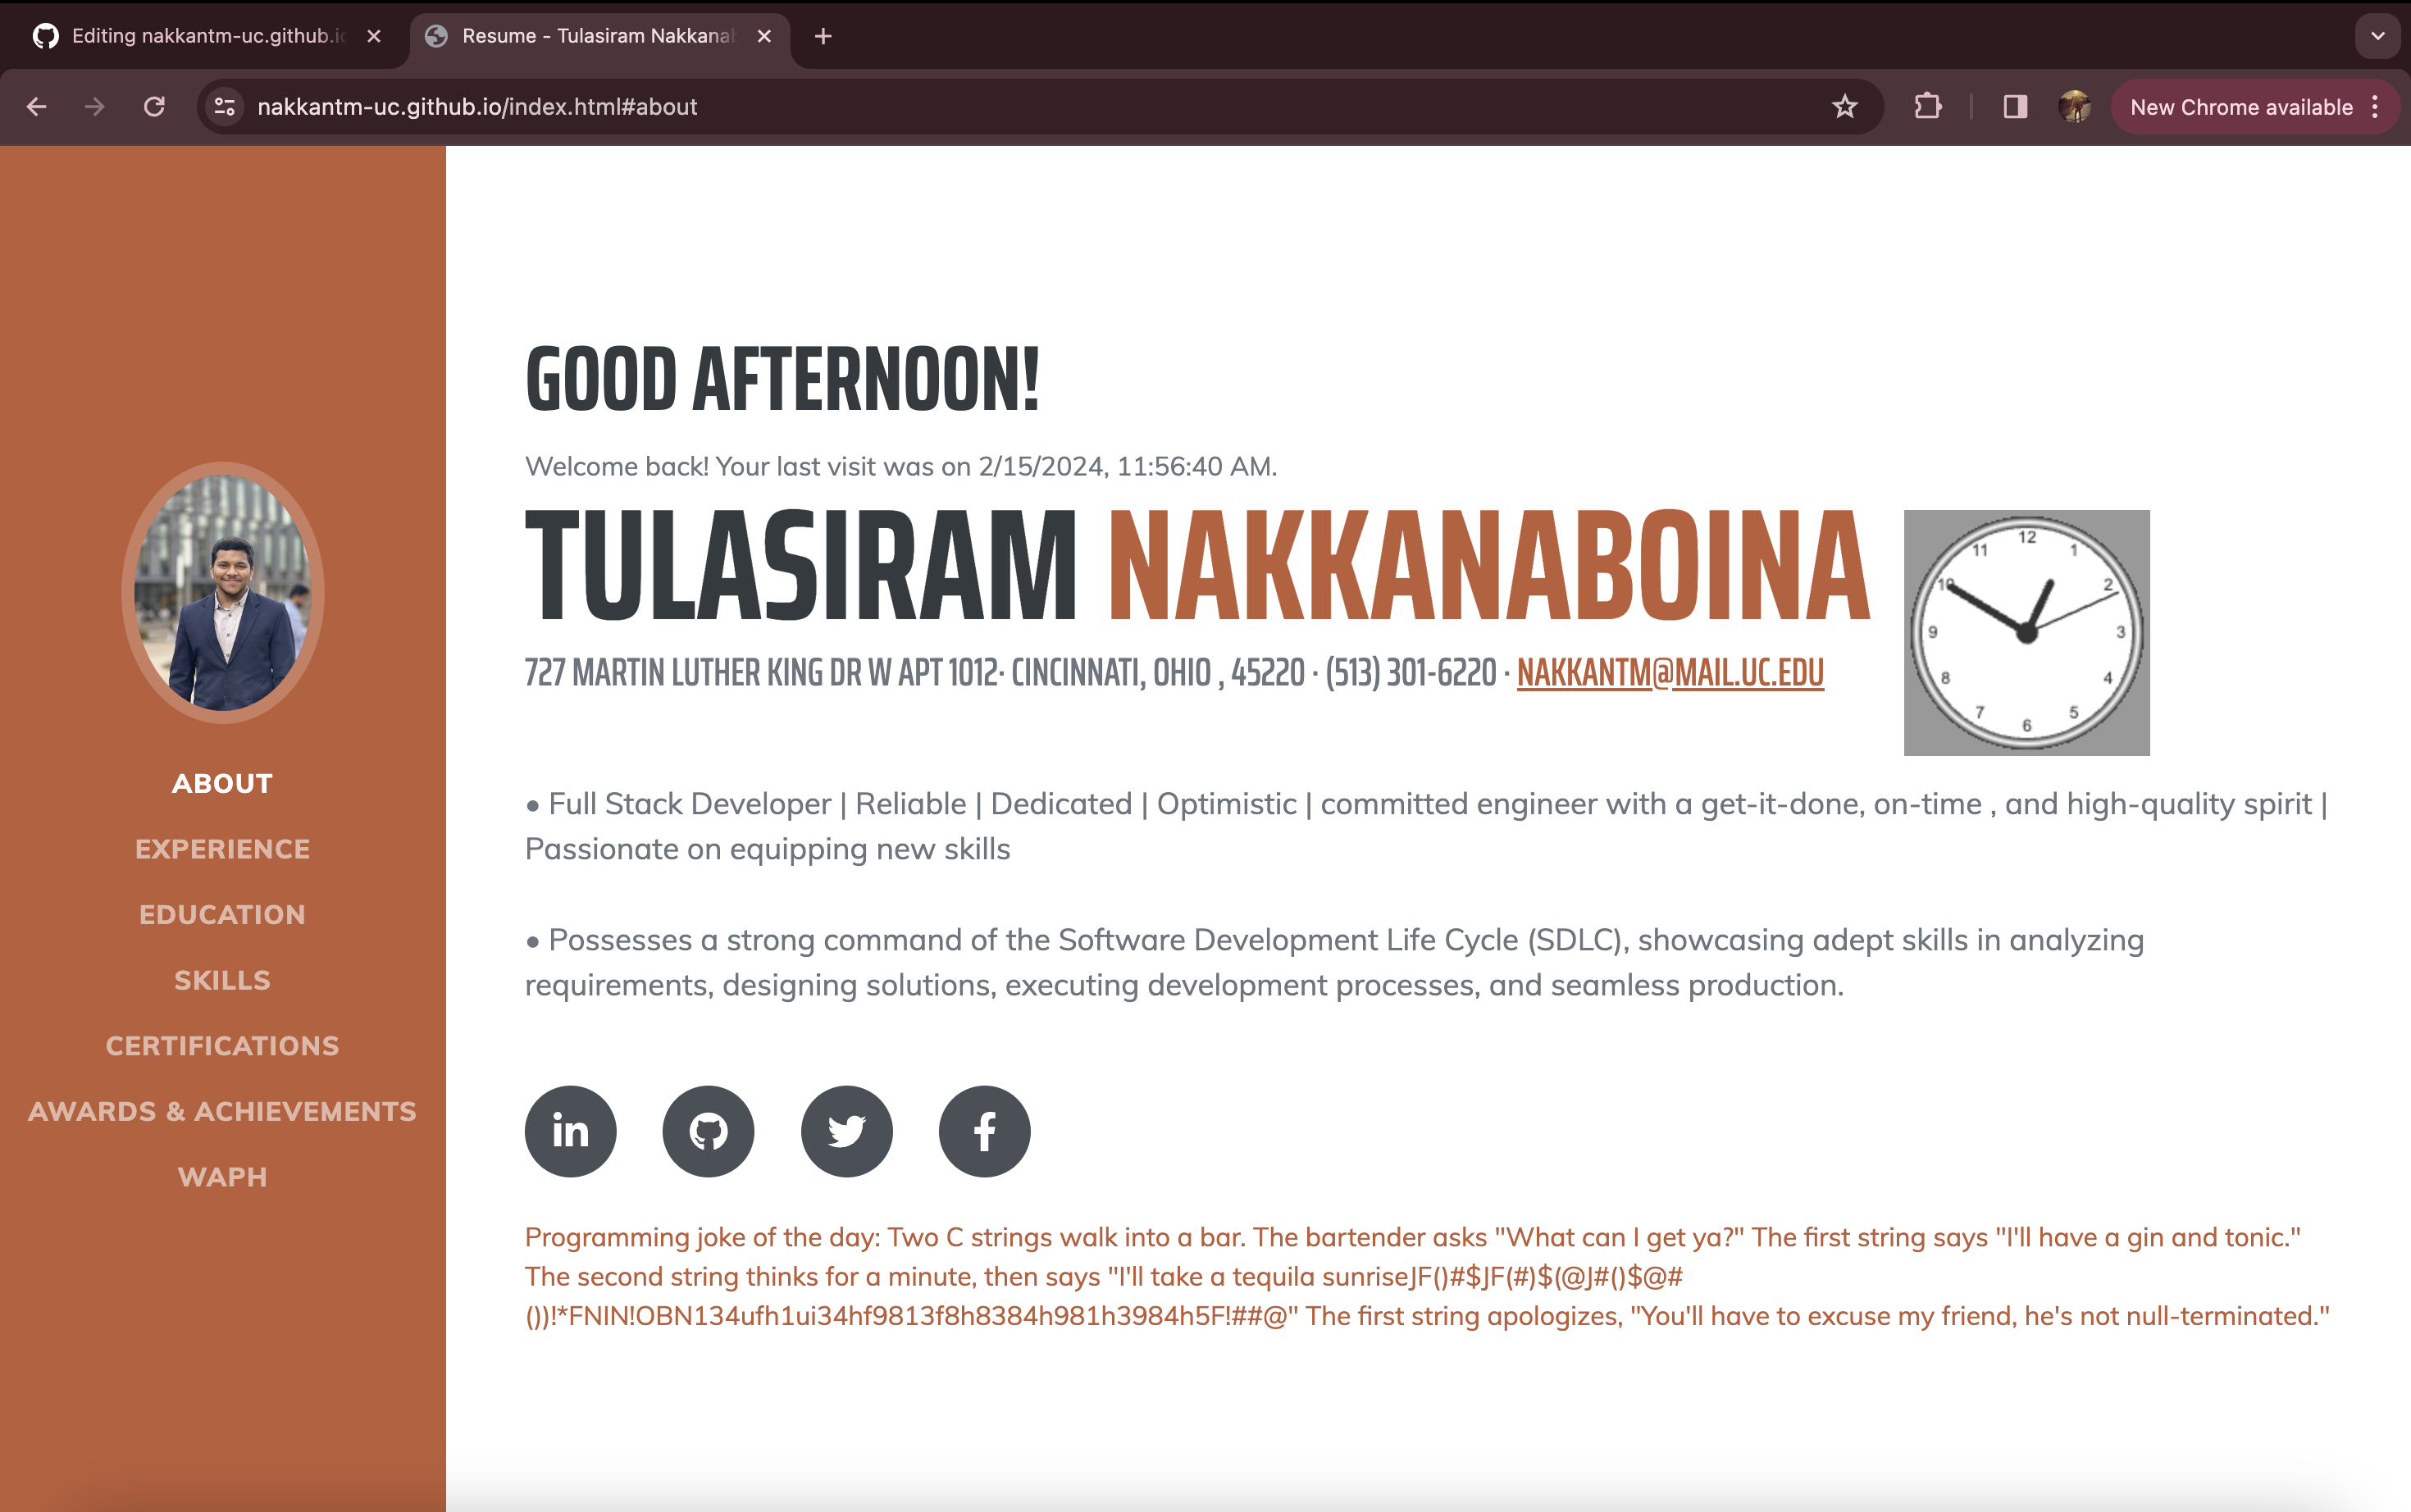 Editing nakkantm-uc.github.io
Resume - Tulasiram Nakkanab
nakkantm-uc.github.io/index.html#about
New Chrome available
ABOUT
EXPERIENCE
EDUCATION
SKILLS
CERTIFICATIONS
AWARDS & ACHIEVEMENTS
WAPH
GOOD AFTERNOON!
Welcome back! Your last visit was on 2/15/2024, 11:56:40 AM.
TULASIRAM NAKKANABOINA
12
11 1
10 2
9 3
8 4
7 5
6
727 MARTIN LUTHER KING DR W APT 1012· CINCINNATI, OHIO , 45220 · (513) 301-6220 · NAKKANTM@MAIL.UC.EDU
• Full Stack Developer | Reliable | Dedicated | Optimistic | committed engineer with a get-it-done, on-time , and high-quality spirit |
Passionate on equipping new skills
• Possesses a strong command of the Software Development Life Cycle (SDLC), showcasing adept skills in analyzing
requirements, designing solutions, executing development processes, and seamless production.
in
f
Programming joke of the day: Two C strings walk into a bar. The bartender asks "What can I get ya?" The first string says "I'll have a gin and tonic."
The second string thinks for a minute, then says "I'll take a tequila sunriseJF()#$JF(#)$(@J#()$@#
())!*FNIN!OBN134ufh1ui34hf9813f8h8384h981h3984h5F!##@" The first string apologizes, "You'll have to excuse my friend, he's not null-terminated."